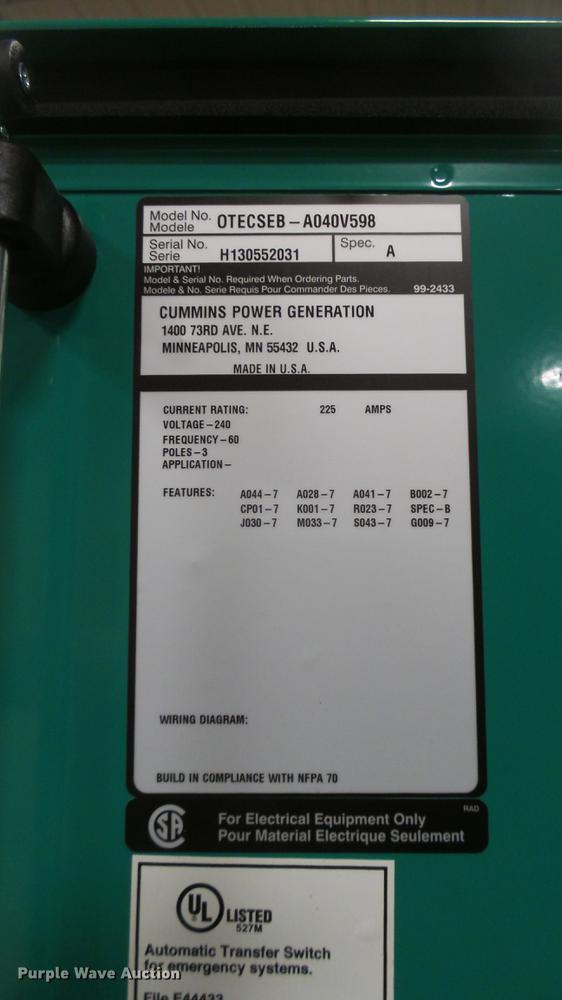 Model No. OTECSEB-A040V598
Modele
Serial No. H130552031 Spec. A
Serie
IMPORTANT!
Model & Serial No. Required When Ordering Parts.
Modele & No. Serie Requis Pour Commander Des Pieces. 99-2433
CUMMINS POWER GENERATION
1400 73RD AVE. N.E.
MINNEAPOLIS, MN 55432 U.S.A.
MADE IN U.S.A.
CURRENT RATING: 225 AMPS
VOLTAGE-240
FREQUENCY-60
POLES-3
APPLICATION-
FEATURES: A044-7 A028-7 A041-7 B002-7
CP01-7 K001-7 R023-7 SPEC-B
J030-7 M033-7 S043-7 G009-7
WIRING DIAGRAM:
BUILD IN COMPLIANCE WITH NFPA 70
RAD
SA For Electrical Equipment Only
Pour Material Electrique Seulement
UL ® LISTED
527M
Automatic Transfer Switch
for emergency systems.
File E44433
Purple Wave Auction